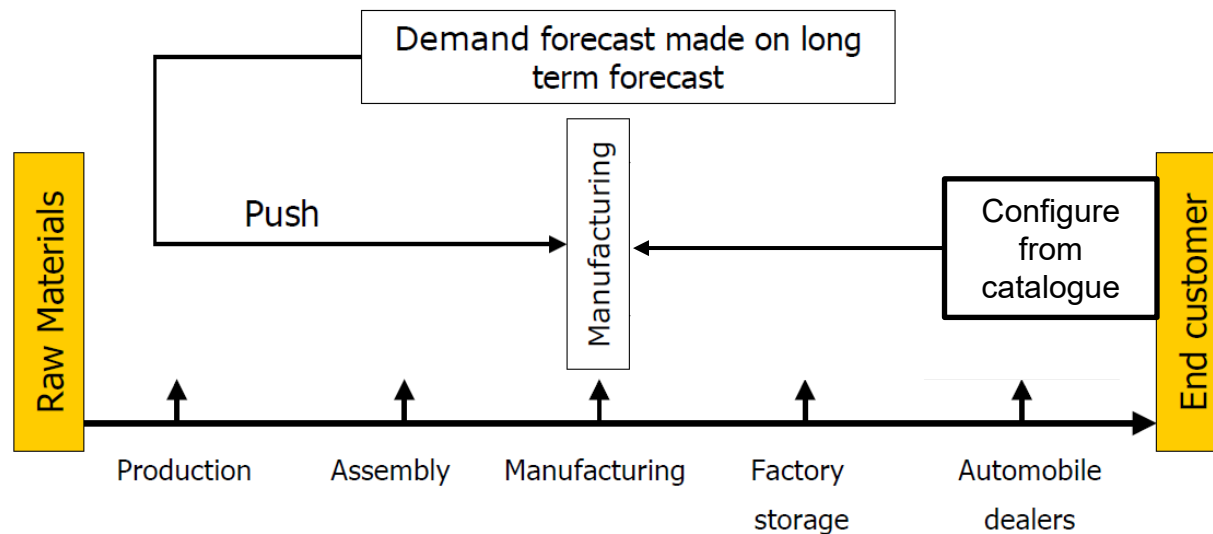 Demand forecast made on long
term forecast
Raw Materials
Push
Manufacturing
Configure
from
catalogue
End customer
Production
Assembly
Manufacturing
Factory
storage
Automobile
dealers